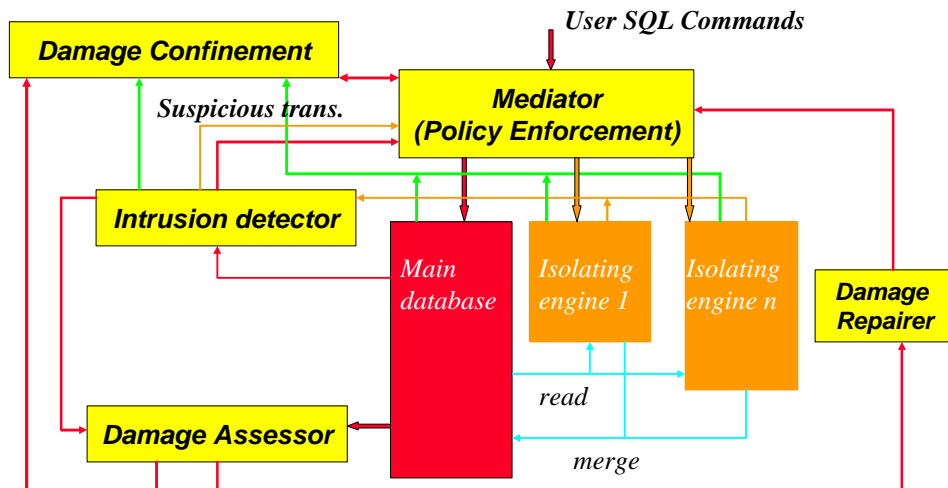 User SQL Commands
Damage Confinement
Mediator
(Policy Enforcement)
Suspicious trans.
Intrusion detector
Main
database
Isolating
engine 1
Isolating
engine n
Damage
Repairer
read
Damage Assessor
merge